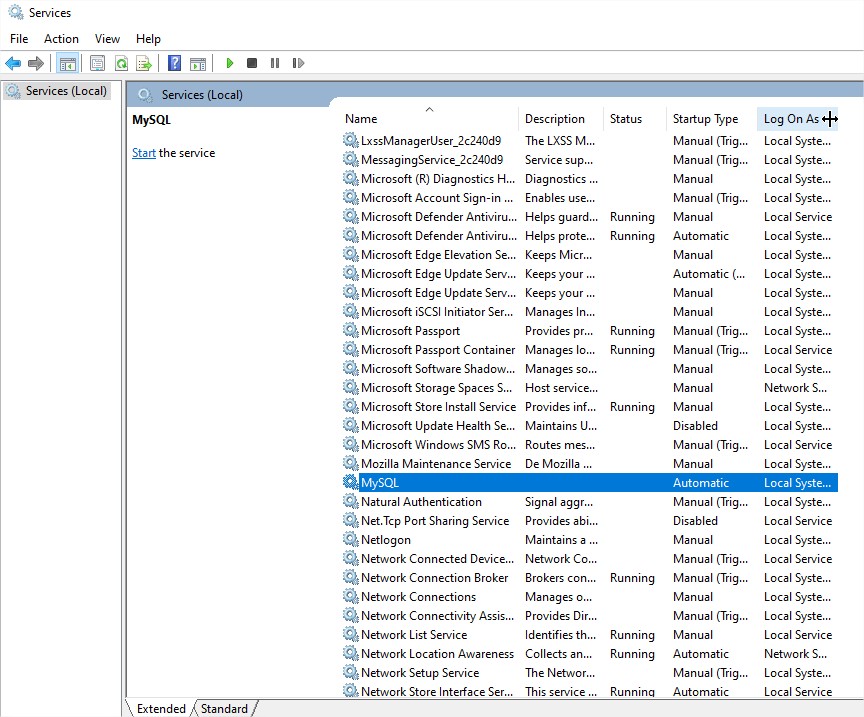 Services
File Action View Help
Services (Local)
Services (Local)
MySQL
Start the service
Name Description Status Startup Type Log On As
LxssManagerUser_2c240d9 The LXSS M... Manual (Trig... Local Syste...
MessagingService_2c240d9 Service sup... Manual (Trig... Local Syste...
Microsoft (R) Diagnostics H... Diagnostics ... Manual Local Syste...
Microsoft Account Sign-in ... Enables use... Manual (Trig... Local Syste...
Microsoft Defender Antiviru... Helps guard... Running Manual Local Service
Microsoft Defender Antiviru... Helps prote... Running Automatic Local Syste...
Microsoft Edge Elevation Se... Keeps Micr... Manual Local Syste...
Microsoft Edge Update Serv... Keeps your ... Automatic (... Local Syste...
Microsoft Edge Update Serv... Keeps your ... Manual Local Syste...
Microsoft iSCSI Initiator Ser... Manages In... Manual Local Syste...
Microsoft Passport Provides pr... Running Manual (Trig... Local Syste...
Microsoft Passport Container Manages lo... Running Manual (Trig... Local Service
Microsoft Software Shadow... Manages so... Manual Local Syste...
Microsoft Storage Spaces S... Host service... Manual Network S...
Microsoft Store Install Service Provides inf... Running Manual Local Syste...
Microsoft Update Health Se... Maintains U... Disabled Local Syste...
Microsoft Windows SMS Ro... Routes mes... Manual (Trig... Local Service
Mozilla Maintenance Service De Mozilla ... Manual Local Syste...
MySQL Automatic Local Syste...
Natural Authentication Signal aggr... Manual (Trig... Local Syste...
Net.Tcp Port Sharing Service Provides abi... Disabled Local Service
Netlogon Maintains a ... Manual Local Syste...
Network Connected Device... Network Co... Manual (Trig... Local Service
Network Connection Broker Brokers con... Running Manual (Trig... Local Syste...
Network Connections Manages o... Manual Local Syste...
Network Connectivity Assis... Provides Dir... Manual (Trig... Local Syste...
Network List Service Identifies th... Running Manual Local Service
Network Location Awareness Collects an... Running Automatic Network S...
Network Setup Service The Networ... Manual (Trig... Local Syste...
Network Store Interface Ser... This service ... Running Automatic Local Service
Extended Standard